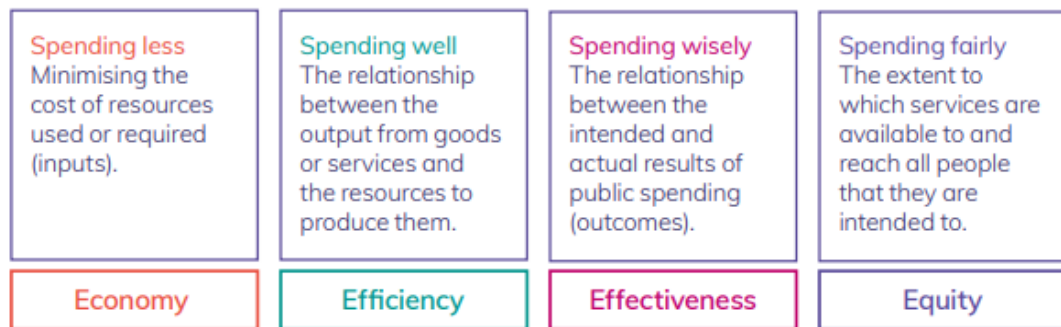 Spending less
Minimising the
cost of resources
used or required
(inputs).
Spending well
The relationship
between the
output from goods
or services and
the resources to
produce them.
Spending wisely
The relationship
between the
intended and
actual results of
public spending
(outcomes).
Spending fairly
The extent to
which services are
available to and
reach all people
that they are
intended to.
Economy
Efficiency
Effectiveness
Equity